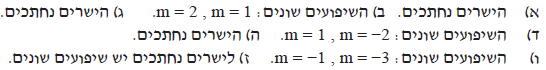 א) הישרים נחתכים. ב) השיפועים שונים: m = 2 , m = 1. ג) הישרים נחתכים.
ד) השיפועים שונים: m = 1 , m = −2. ה) הישרים נחתכים.
ו) השיפועים שונים: m = −1 , m = −3. ז) לישרים נחתכים יש שיפועים שונים.